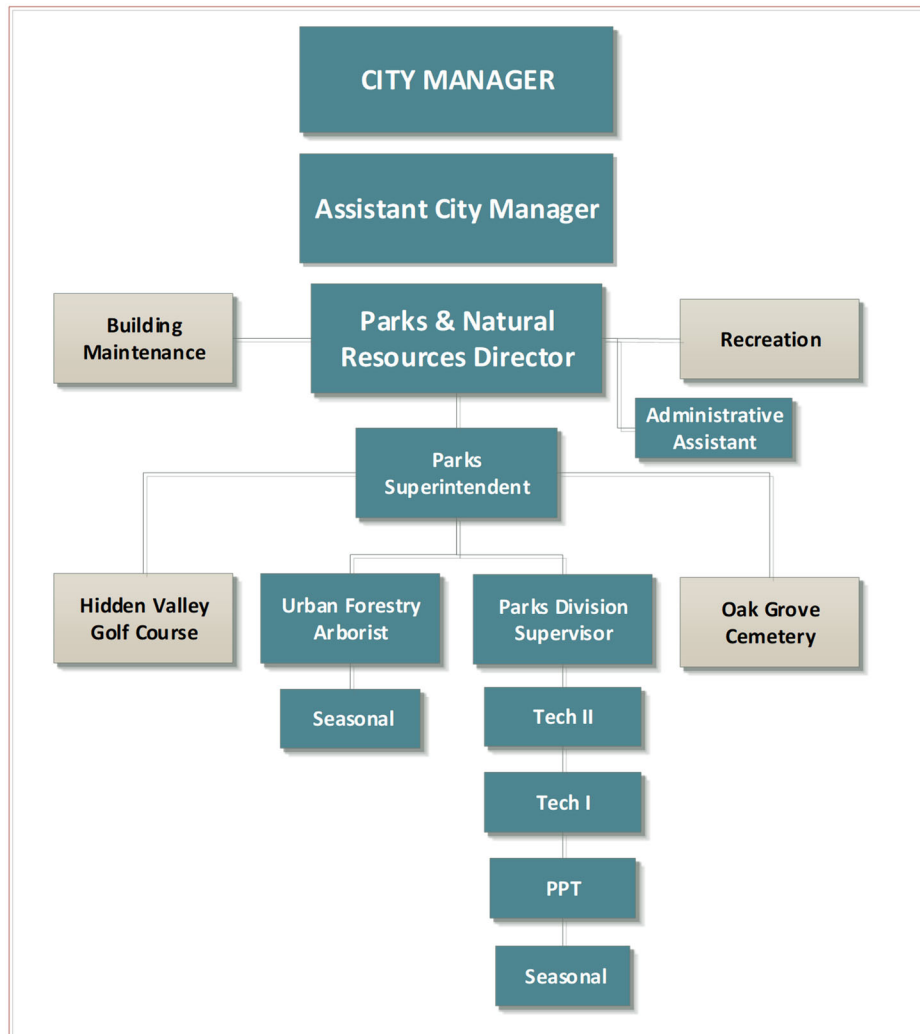 CITY MANAGER
Assistant City Manager
Building
Maintenance
Parks & Natural
Resources Director
Recreation
Administrative
Assistant
Parks
Superintendent
Hidden Valley
Golf Course
Urban Forestry
Arborist
Parks Division
Supervisor
Oak Grove
Cemetery
Seasonal
Tech II
Tech I
PPT
Seasonal